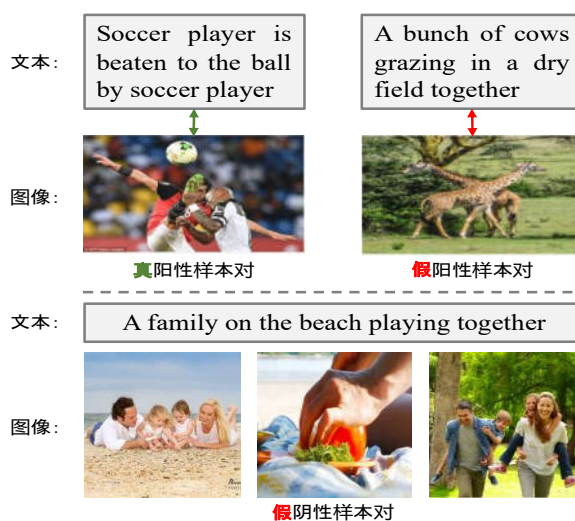 文本：
Soccer player is
beaten to the ball
by soccer player
A bunch of cows
grazing in a dry
field together
图像：
真阳性样本对
假阳性样本对
文本：
A family on the beach playing together
图像：
假阴性样本对